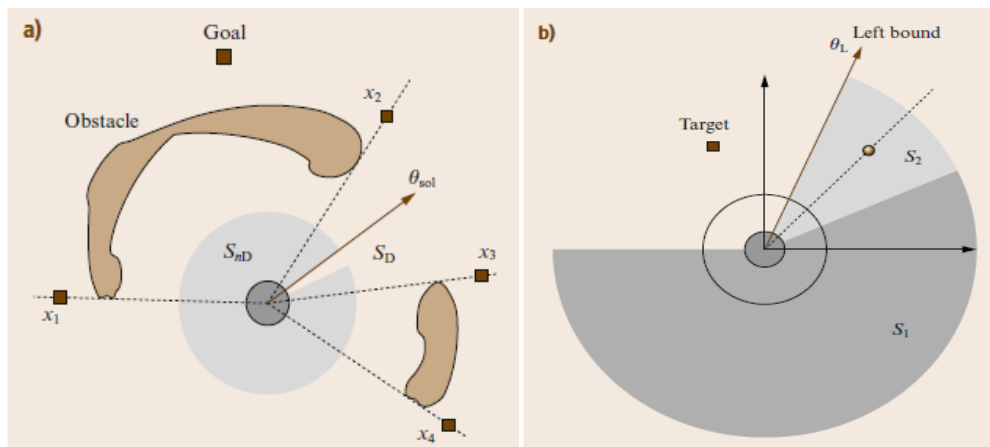 a)
Goal
x2
Obstacle
θsol
SnD
SD
x3
x1
x4
b)
Left bound
θL
Target
S2
S1